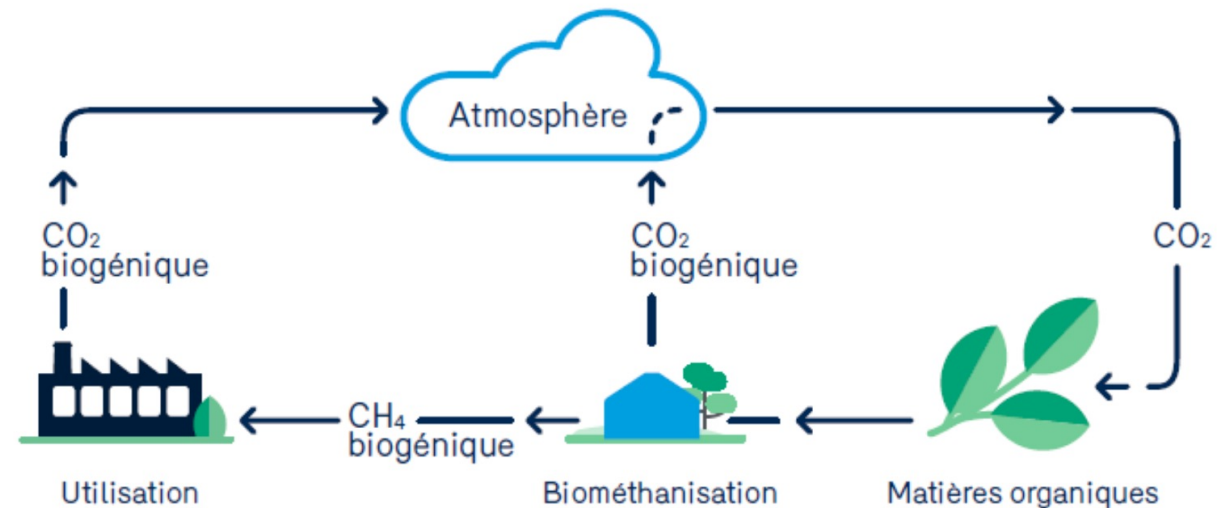 Atmosphère
CO₂
biogénique
CO₂
biogénique
CO₂
CH₄
biogénique
Utilisation
Biométhanisation
Matières organiques